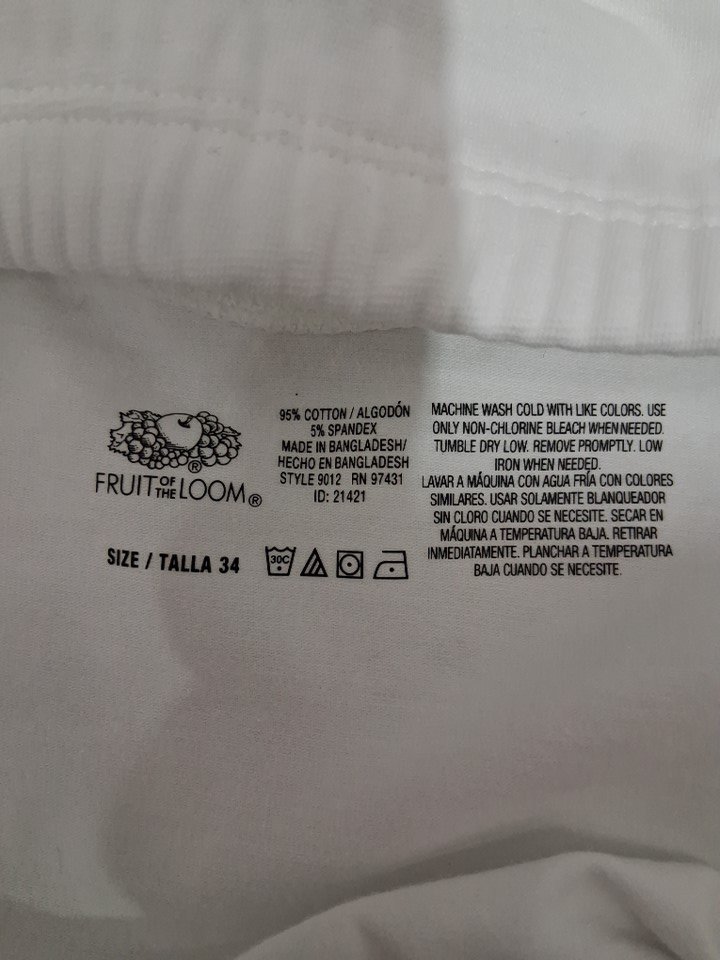 FRUIT OF THE LOOM®
SIZE / TALLA 34
95% COTTON / ALGODÓN
5% SPANDEX
MADE IN BANGLADESH/
HECHO EN BANGLADESH
STYLE 9012 RN 97431
ID: 21421
30C
MACHINE WASH COLD WITH LIKE COLORS. USE
ONLY NON-CHLORINE BLEACH WHEN NEEDED.
TUMBLE DRY LOW. REMOVE PROMPTLY. LOW
IRON WHEN NEEDED.
LAVAR A MÁQUINA CON AGUA FRÍA CON COLORES
SIMILARES. USAR SOLAMENTE BLANQUEADOR
SIN CLORO CUANDO SE NECESITE. SECAR EN
MÁQUINA A TEMPERATURA BAJA. RETIRAR
INMEDIATAMENTE. PLANCHAR A TEMPERATURA
BAJA CUANDO SE NECESITE.